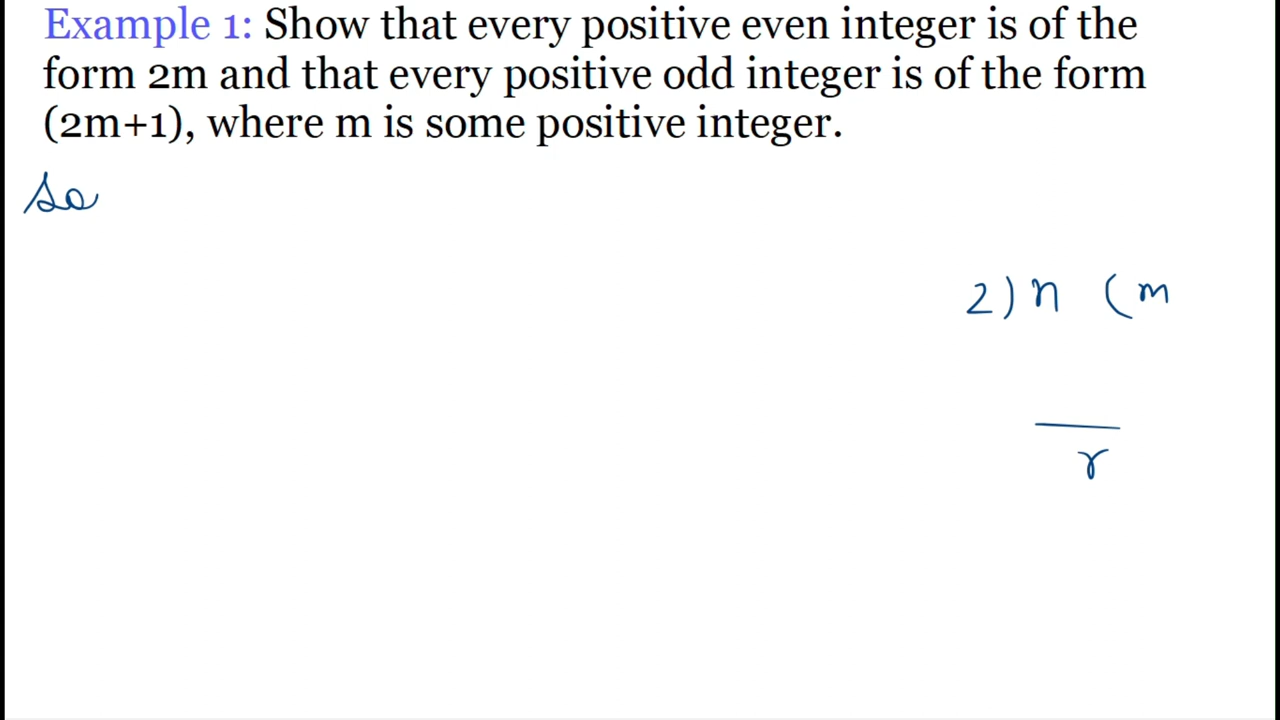 Example 1: Show that every positive even integer is of the
form 2m and that every positive odd integer is of the form
(2m+1), where m is some positive integer.
So
2) n ( m
r